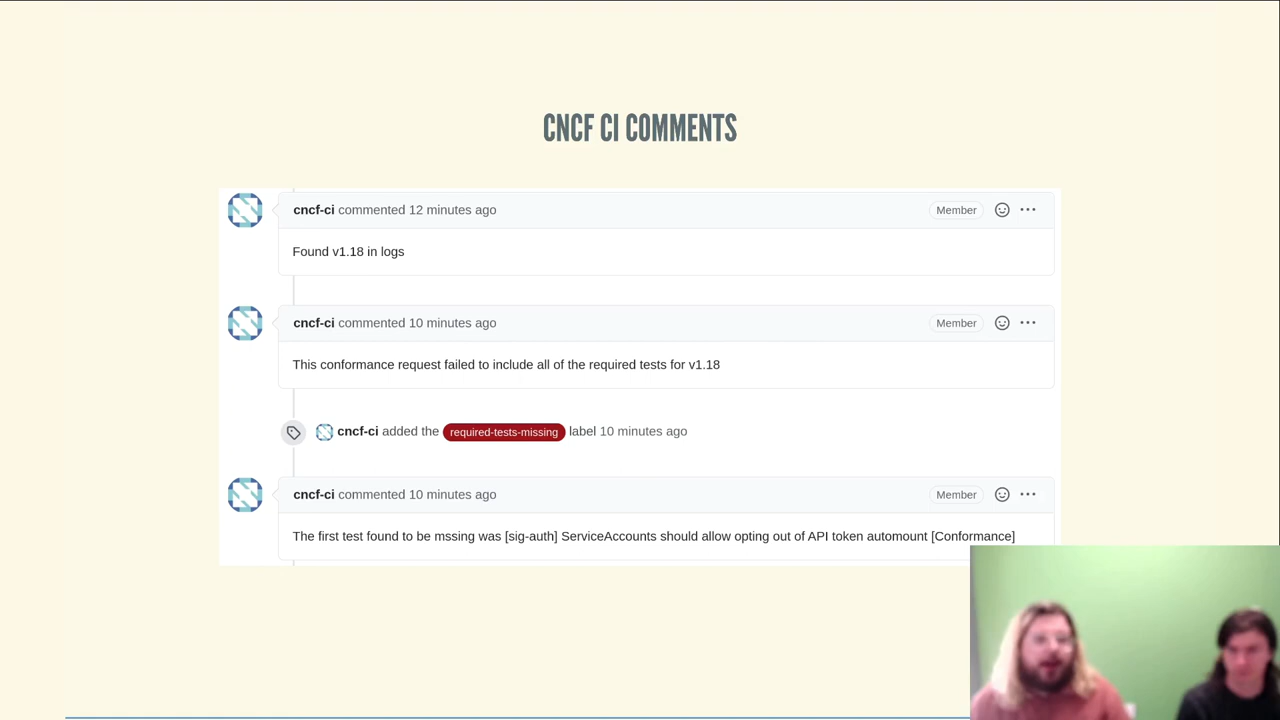 CNCF CI COMMENTS
cncf-ci commented 12 minutes ago Member
Found v1.18 in logs
cncf-ci commented 10 minutes ago Member
This conformance request failed to include all of the required tests for v1.18
cncf-ci added the required-tests-missing label 10 minutes ago
cncf-ci commented 10 minutes ago Member
The first test found to be mssing was [sig-auth] ServiceAccounts should allow opting out of API token automount [Conformance]